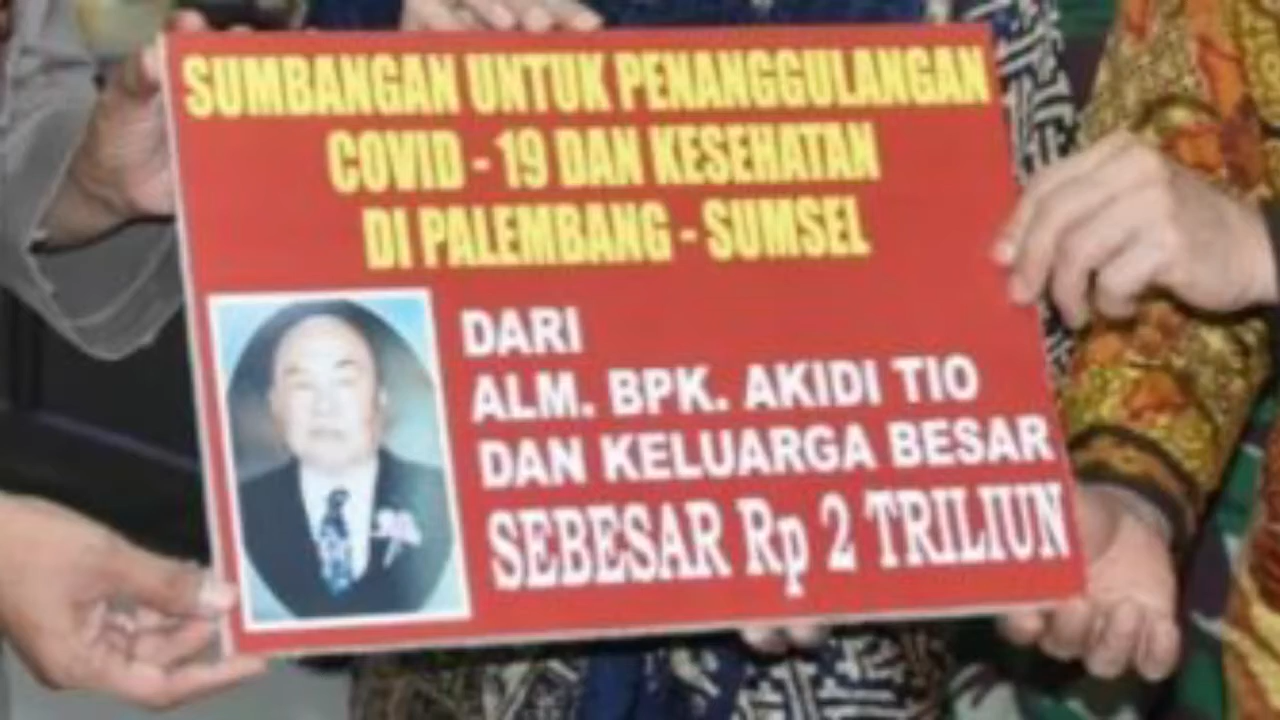 SUMBANGAN UNTUK PENANGGULANGAN
COVID - 19 DAN KESEHATAN
DI PALEMBANG - SUMSEL
DARI
ALM. BPK. AKIDI TIO
DAN KELUARGA BESAR
SEBESAR Rp 2 TRILIUN